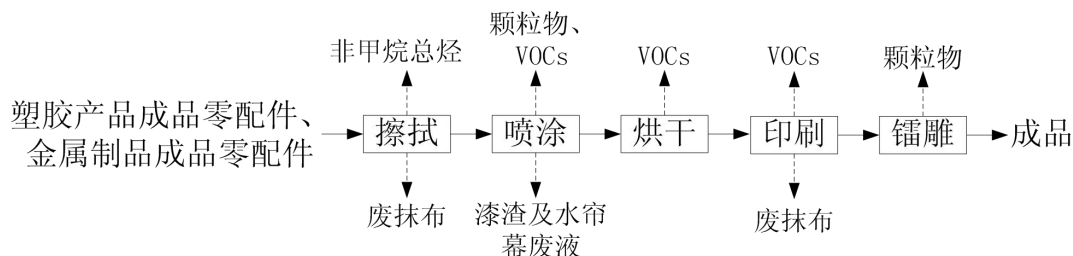 颗粒物、
VOCs
非甲烷总烃
VOCs
VOCs
颗粒物
塑胶产品成品零配件、
金属制品成品零配件
擦拭
喷涂
烘干
印刷
镭雕
成品
废抹布
漆渣及水帘
幕废液
废抹布